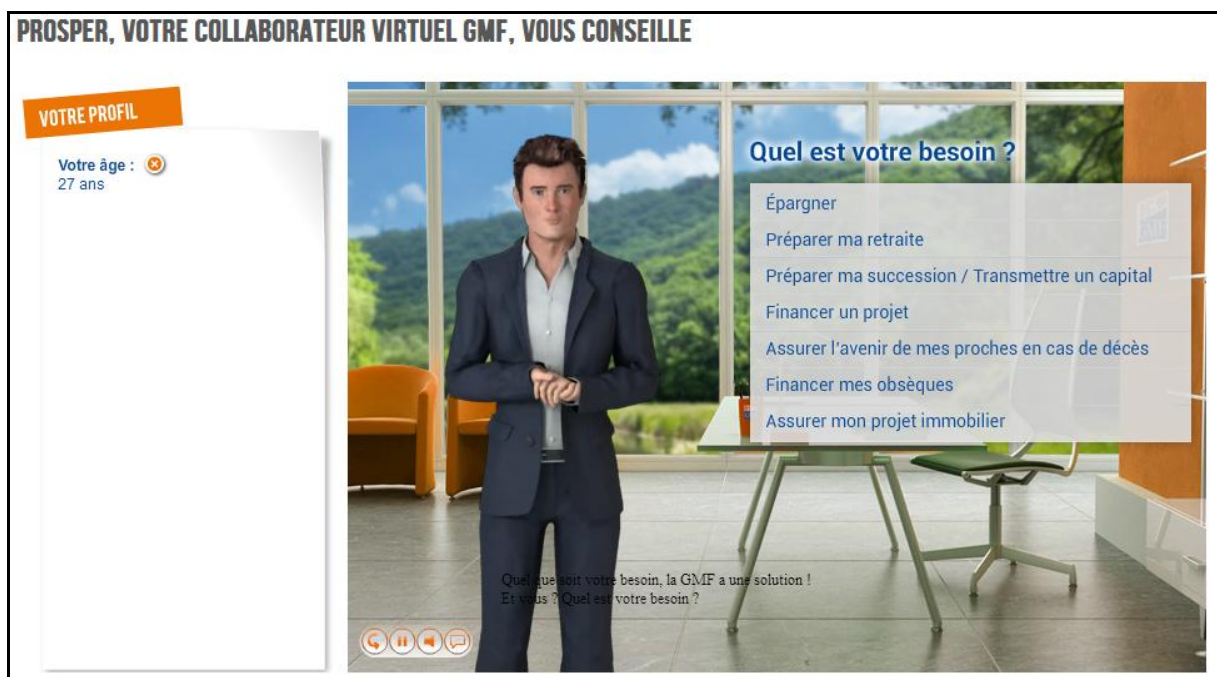 PROSPER, VOTRE COLLABORATEUR VIRTUEL GMF, VOUS CONSEILLE
VOTRE PROFIL
Votre âge :
27 ans
Quel est votre besoin ?
Épargner
Préparer ma retraite
Préparer ma succession / Transmettre un capital
Financer un projet
Assurer l'avenir de mes proches en cas de décès
Financer mes obsèques
Assurer mon projet immobilier
Quel que soit votre besoin, la GMF a une solution !
Et vous ? Quel est votre besoin ?
GMF